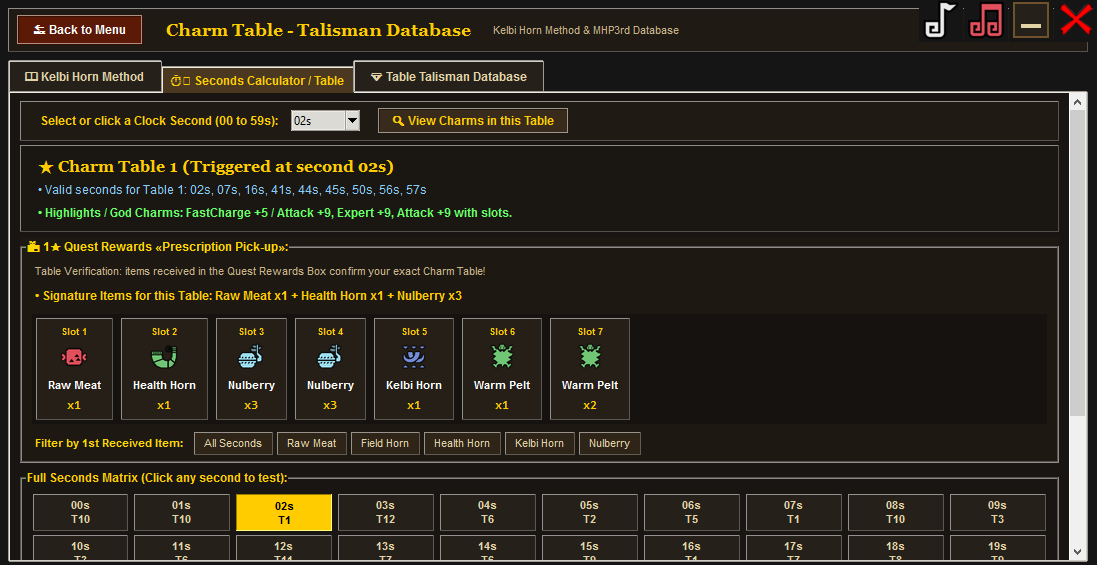 Back to Menu
Charm Table - Talisman Database
Kelbi Horn Method & MHP3rd Database
Kelbi Horn Method
Seconds Calculator / Table
Table Talisman Database
Select or click a Clock Second (00 to 59s):
02s
View Charms in this Table
★ Charm Table 1 (Triggered at second 02s)
• Valid seconds for Table 1: 02s, 07s, 16s, 41s, 44s, 45s, 50s, 56s, 57s
• Highlights / God Charms: FastCharge +5 / Attack +9, Expert +9, Attack +9 with slots.
1★ Quest Rewards «Prescription Pick-up»:
Table Verification: items received in the Quest Rewards Box confirm your exact Charm Table!
• Signature Items for this Table: Raw Meat x1 + Health Horn x1 + Nulberry x3
Slot 1 Slot 2 Slot 3 Slot 4 Slot 5 Slot 6 Slot 7
Raw Meat Health Horn Nulberry Nulberry Kelbi Horn Warm Pelt Warm Pelt
x1 x1 x3 x3 x1 x1 x2
Filter by 1st Received Item: All Seconds Raw Meat Field Horn Health Horn Kelbi Horn Nulberry
Full Seconds Matrix (Click any second to test):
00s 01s 02s 03s 04s 05s 06s 07s 08s 09s
T10 T10 T1 T12 T6 T2 T5 T1 T10 T3
10s 11s 12s 13s 14s 15s 16s 17s 18s 19s